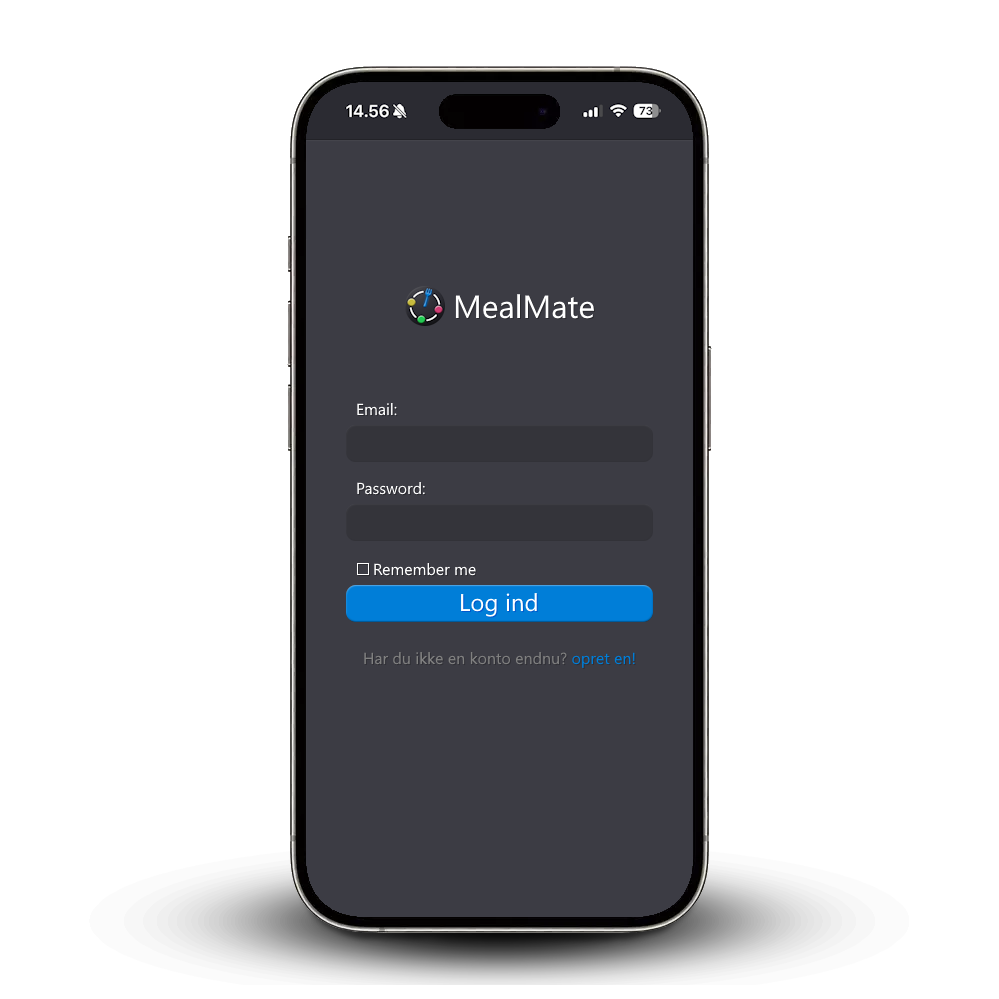 14.56
73
MealMate
Email:
Password:
Remember me
Log ind
Har du ikke en konto endnu? opret en!